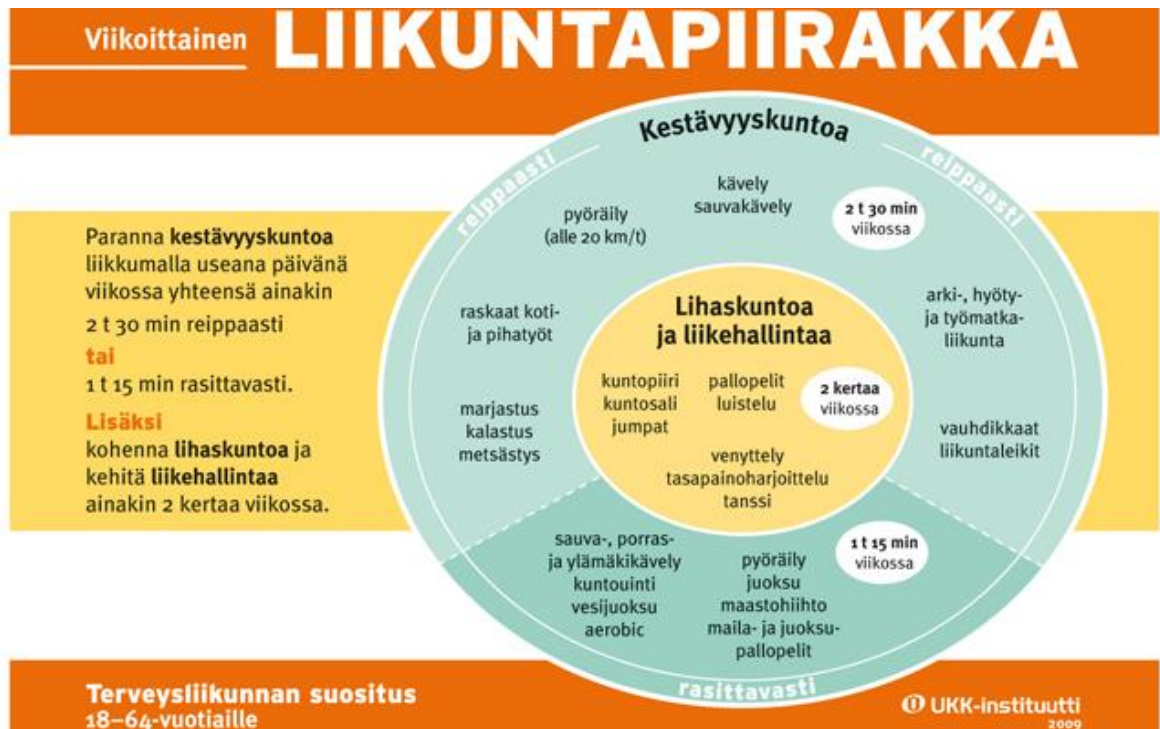 Viikoittainen LIIKUNTAPIIRAKKA
Paranna kestävyyskuntoa
liikkumalla useana päivänä
viikossa yhteensä ainakin
2 t 30 min reippaasti
tai
1 t 15 min rasittavasti.
Lisäksi
kohenna lihaskuntoa ja
kehitä liikehallintaa
ainakin 2 kertaa viikossa.
Kestävyyskuntoa
reippaasti
reippaasti
kävely
sauvakävely
2 t 30 min
viikossa
pyöräily
(alle 20 km/t)
raskaat koti-
ja pihatyöt
arki-, hyöty-
ja työmatka-
liikunta
marjastus
kalastus
metsästys
vauhdikkaat
liikuntaleikit
Lihaskuntoa
ja liikehallintaa
kuntopiiri
kuntosali
jumpat
pallopelit
luistelu
2 kertaa
viikossa
venyttely
tasapainoharjoittelu
tanssi
sauva-, porras-
ja ylämäkikävely
kuntouinti
vesijuoksu
aerobic
pyöräily
juoksu
maastohiihto
maila- ja juoksu-
pallopelit
1 t 15 min
viikossa
rasittavasti
Terveysliikunnan suositus
18–64-vuotiaille
UKK-instituutti
2009